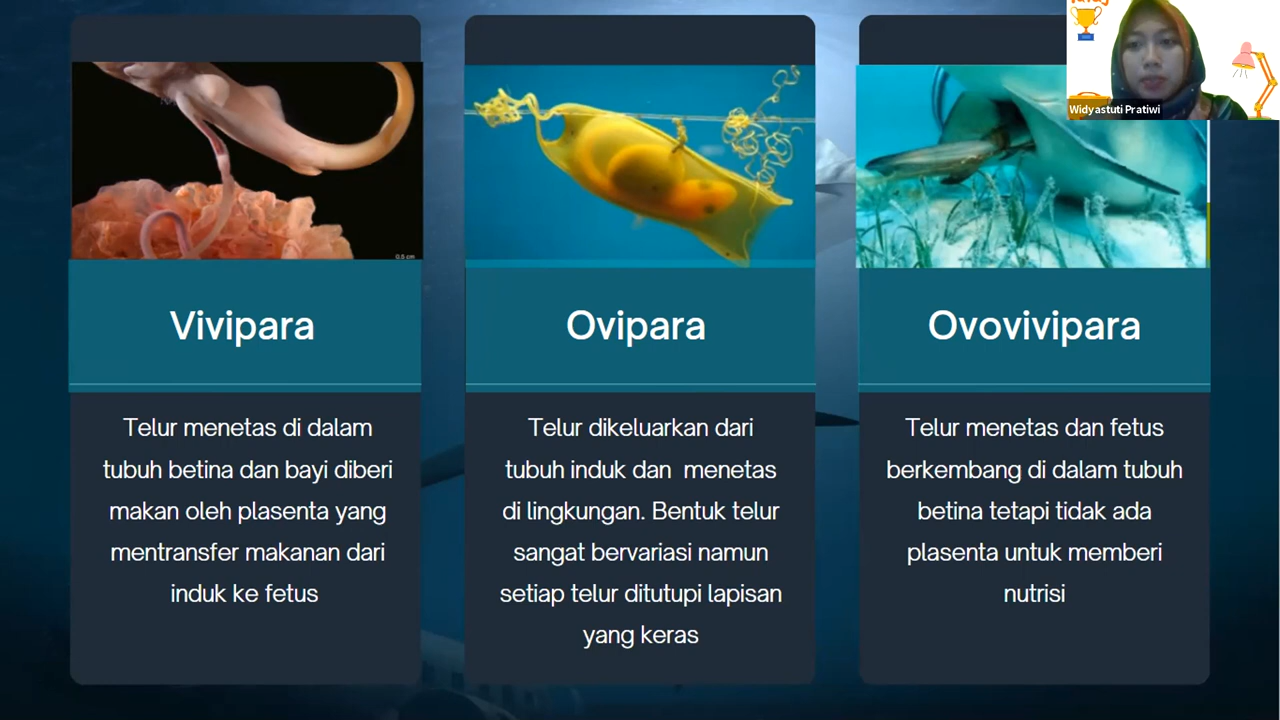 Widyastuti Pratiwi
0,5 cm
Vivipara
Telur menetas di dalam
tubuh betina dan bayi diberi
makan oleh plasenta yang
mentransfer makanan dari
induk ke fetus
Ovipara
Telur dikeluarkan dari
tubuh induk dan menetas
di lingkungan. Bentuk telur
sangat bervariasi namun
setiap telur ditutupi lapisan
yang keras
Ovovivipara
Telur menetas dan fetus
berkembang di dalam tubuh
betina tetapi tidak ada
plasenta untuk memberi
nutrisi